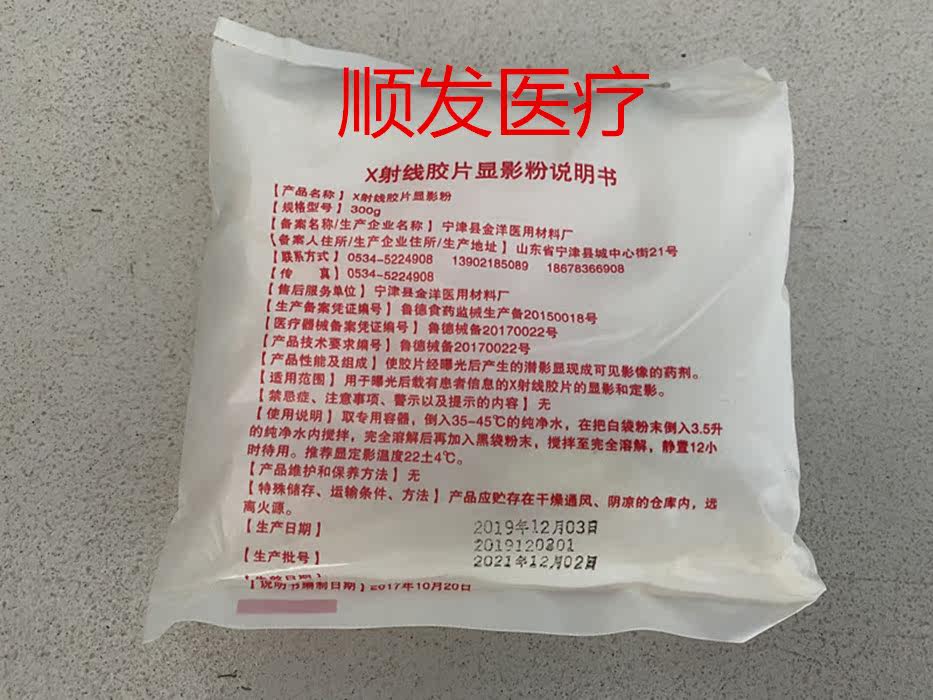 顺发医疗
X射线胶片显影粉说明书
【产品名称】 X射线胶片显影粉
【规格型号】 300g
【备案名称/生产企业名称】 宁津县金洋医用材料厂
【备案人住所/生产企业住所/生产地址】 山东省宁津县城中心街21号
【联系方式】 0534-5224908 13902185089 18678366908
【传 真】 0534-5224908
【售后服务单位】 宁津县金洋医用材料厂
【生产备案凭证编号】 鲁德食药监械生产备20150018号
【医疗器械备案凭证编号】 鲁德械备20170022号
【产品技术要求编号】 鲁德械备20170022号
【产品性能及组成】 使胶片经曝光后产生的潜影显现成可见影像的药剂。
【适用范围】 用于曝光后载有患者信息的X射线胶片的显影和定影。
【禁忌症、注意事项、警示以及提示的内容】 无
【使用说明】 取专用容器，倒入35-45℃的纯净水，在把白袋粉末倒入3.5升
的纯净水内搅拌，完全溶解后再加入黑袋粉末，搅拌至完全溶解，静置12小
时待用。推荐显定影温度22土4℃。
【产品维护和保养方法】 无
【特殊储存、运输条件、方法】 产品应贮存在干燥通风、阴凉的仓库内，远
离火源。
【生产日期】 2019年12月03日
2019120301
【生产批号】 2021年12月02日
【说明书编制日期】 2017年10月20日